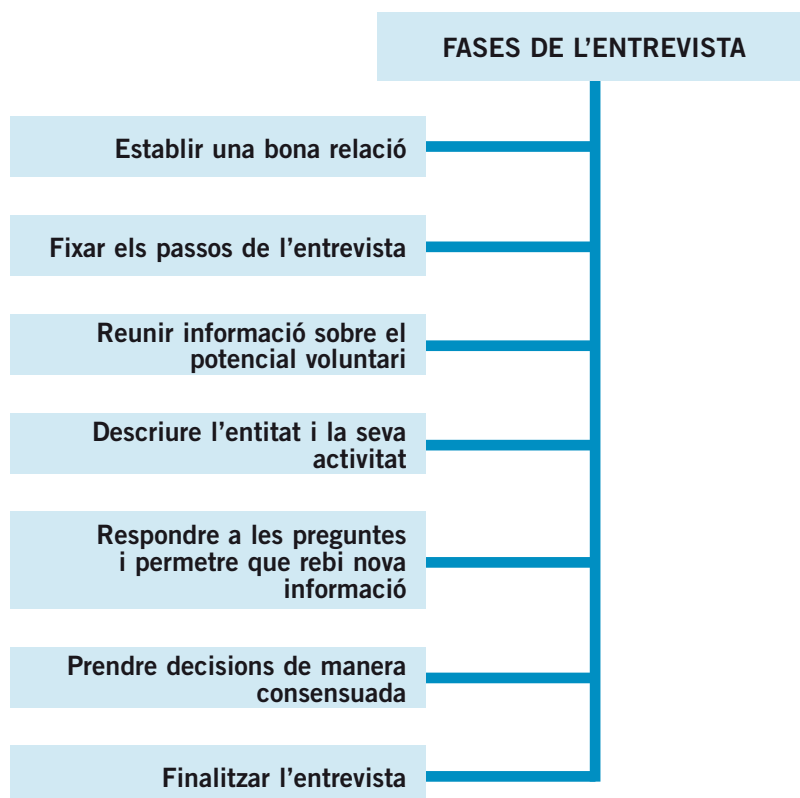 FASES DE L’ENTREVISTA
Establir una bona relació
Fixar els passos de l’entrevista
Reunir informació sobre el
potencial voluntari
Descriure l’entitat i la seva
activitat
Respondre a les preguntes
i permetre que rebi nova
informació
Prendre decisions de manera
consensuada
Finalitzar l’entrevista